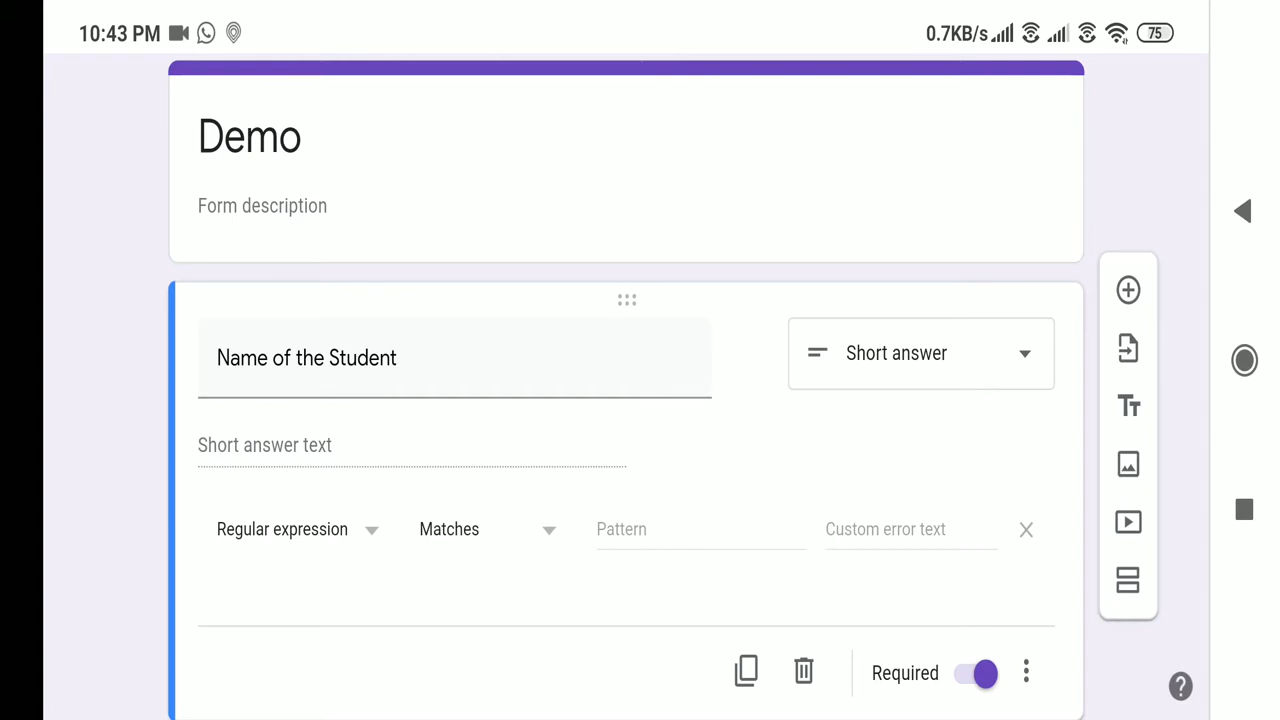 10:43 PM 0.7KB/s 75
Demo
Form description
Name of the Student
Short answer
Short answer text
Regular expression Matches Pattern Custom error text
Required